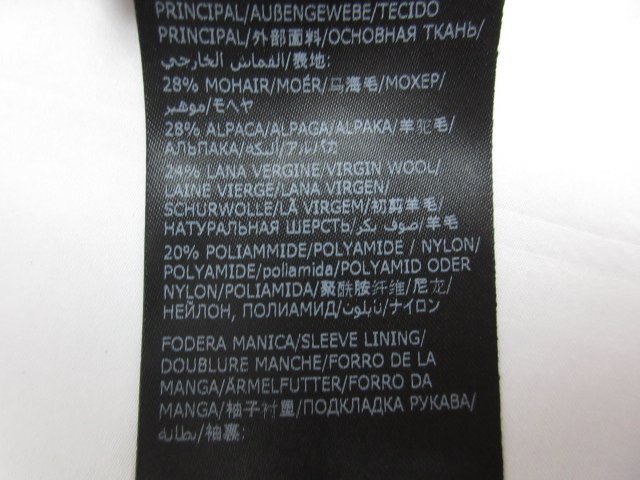 PRINCIPAL/AUßENGEWEBE/TECIDO
PRINCIPAL/外部面料/ОСНОВНАЯ ТКАНЬ/
القماش الخارجي/表地:
28% MOHAIR/MOÉR/马海毛/МОХЕР/
موهير/モヘヤ
28% ALPACA/ALPAGA/ALPAKA/羊驼毛/
АЛЬПАКА/البكه/アルパカ
24% LANA VERGINE/VIRGIN WOOL/
LAINE VIERGE/LANA VIRGEN/
SCHURWOLLE/LÃ VIRGEM/初剪羊毛/
НАТУРАЛЬНАЯ ШЕРСТЬ/صوف بكر/羊毛
20% POLIAMMIDE/POLYAMIDE / NYLON/
POLYAMIDE/poliamida/POLYAMID ODER
NYLON/POLIAMIDA/聚酰胺纤维/尼龙/
НЕЙЛОН, ПОЛИАМИД/نايلون/ナイロン
FODERA MANICA/SLEEVE LINING/
DOUBLURE MANCHE/FORRO DE LA
MANGA/ÄRMELFUTTER/FORRO DA
MANGA/袖子衬里/ПОДКЛАДКА РУКАВА/
بطانه/袖裏: